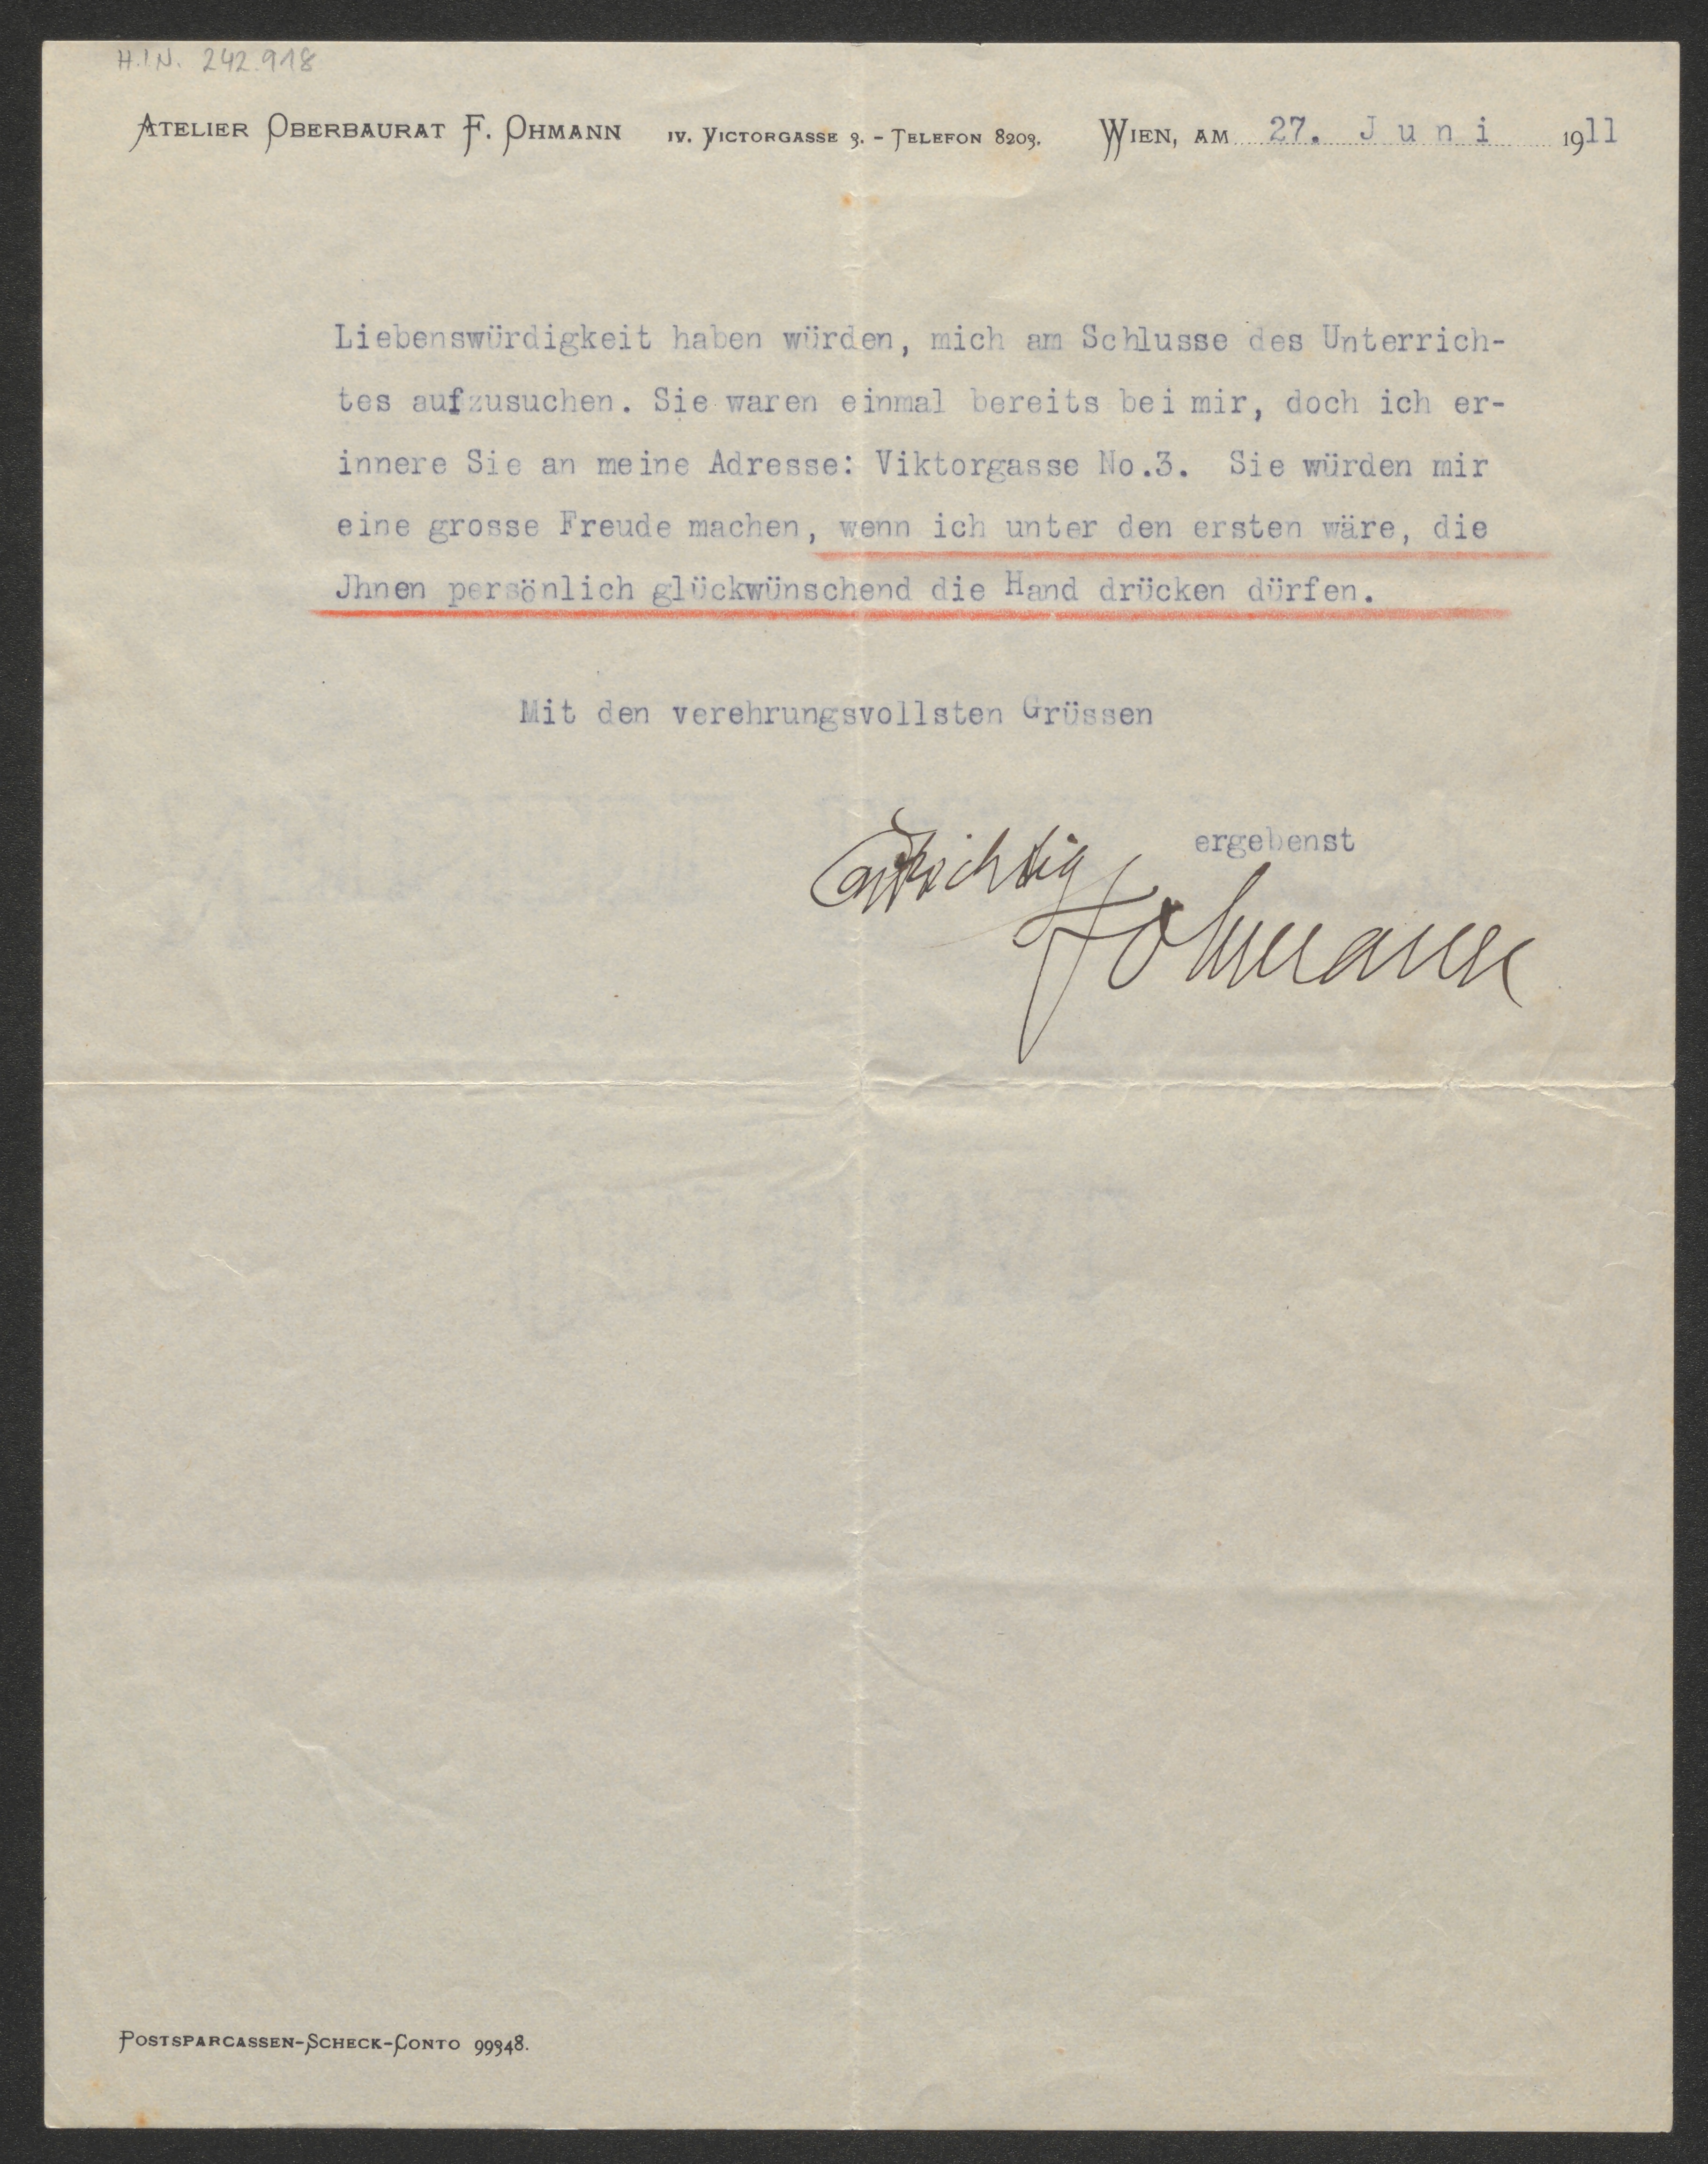 H.I.N. 242.918
ATELIER OBERBAURAT F. OHMANN IV. VICTORGASSE 3. – TELEFON 8203. WIEN, AM 27. Juni 1911
Liebenswürdigkeit haben würden, mich am Schlusse des Unterrich-
tes aufzusuchen. Sie waren einmal bereits bei mir, doch ich er-
innere Sie an meine Adresse: Viktorgasse No.3. Sie würden mir
eine grosse Freude machen, wenn ich unter den ersten wäre, die
Jhnen persönlich glückwünschend die Hand drücken dürfen.
Mit den verehrungsvollsten Grüssen
ergebenst
aufrichtig
FOhmann
POSTSPARCASSEN-SCHECK-CONTO 99348.